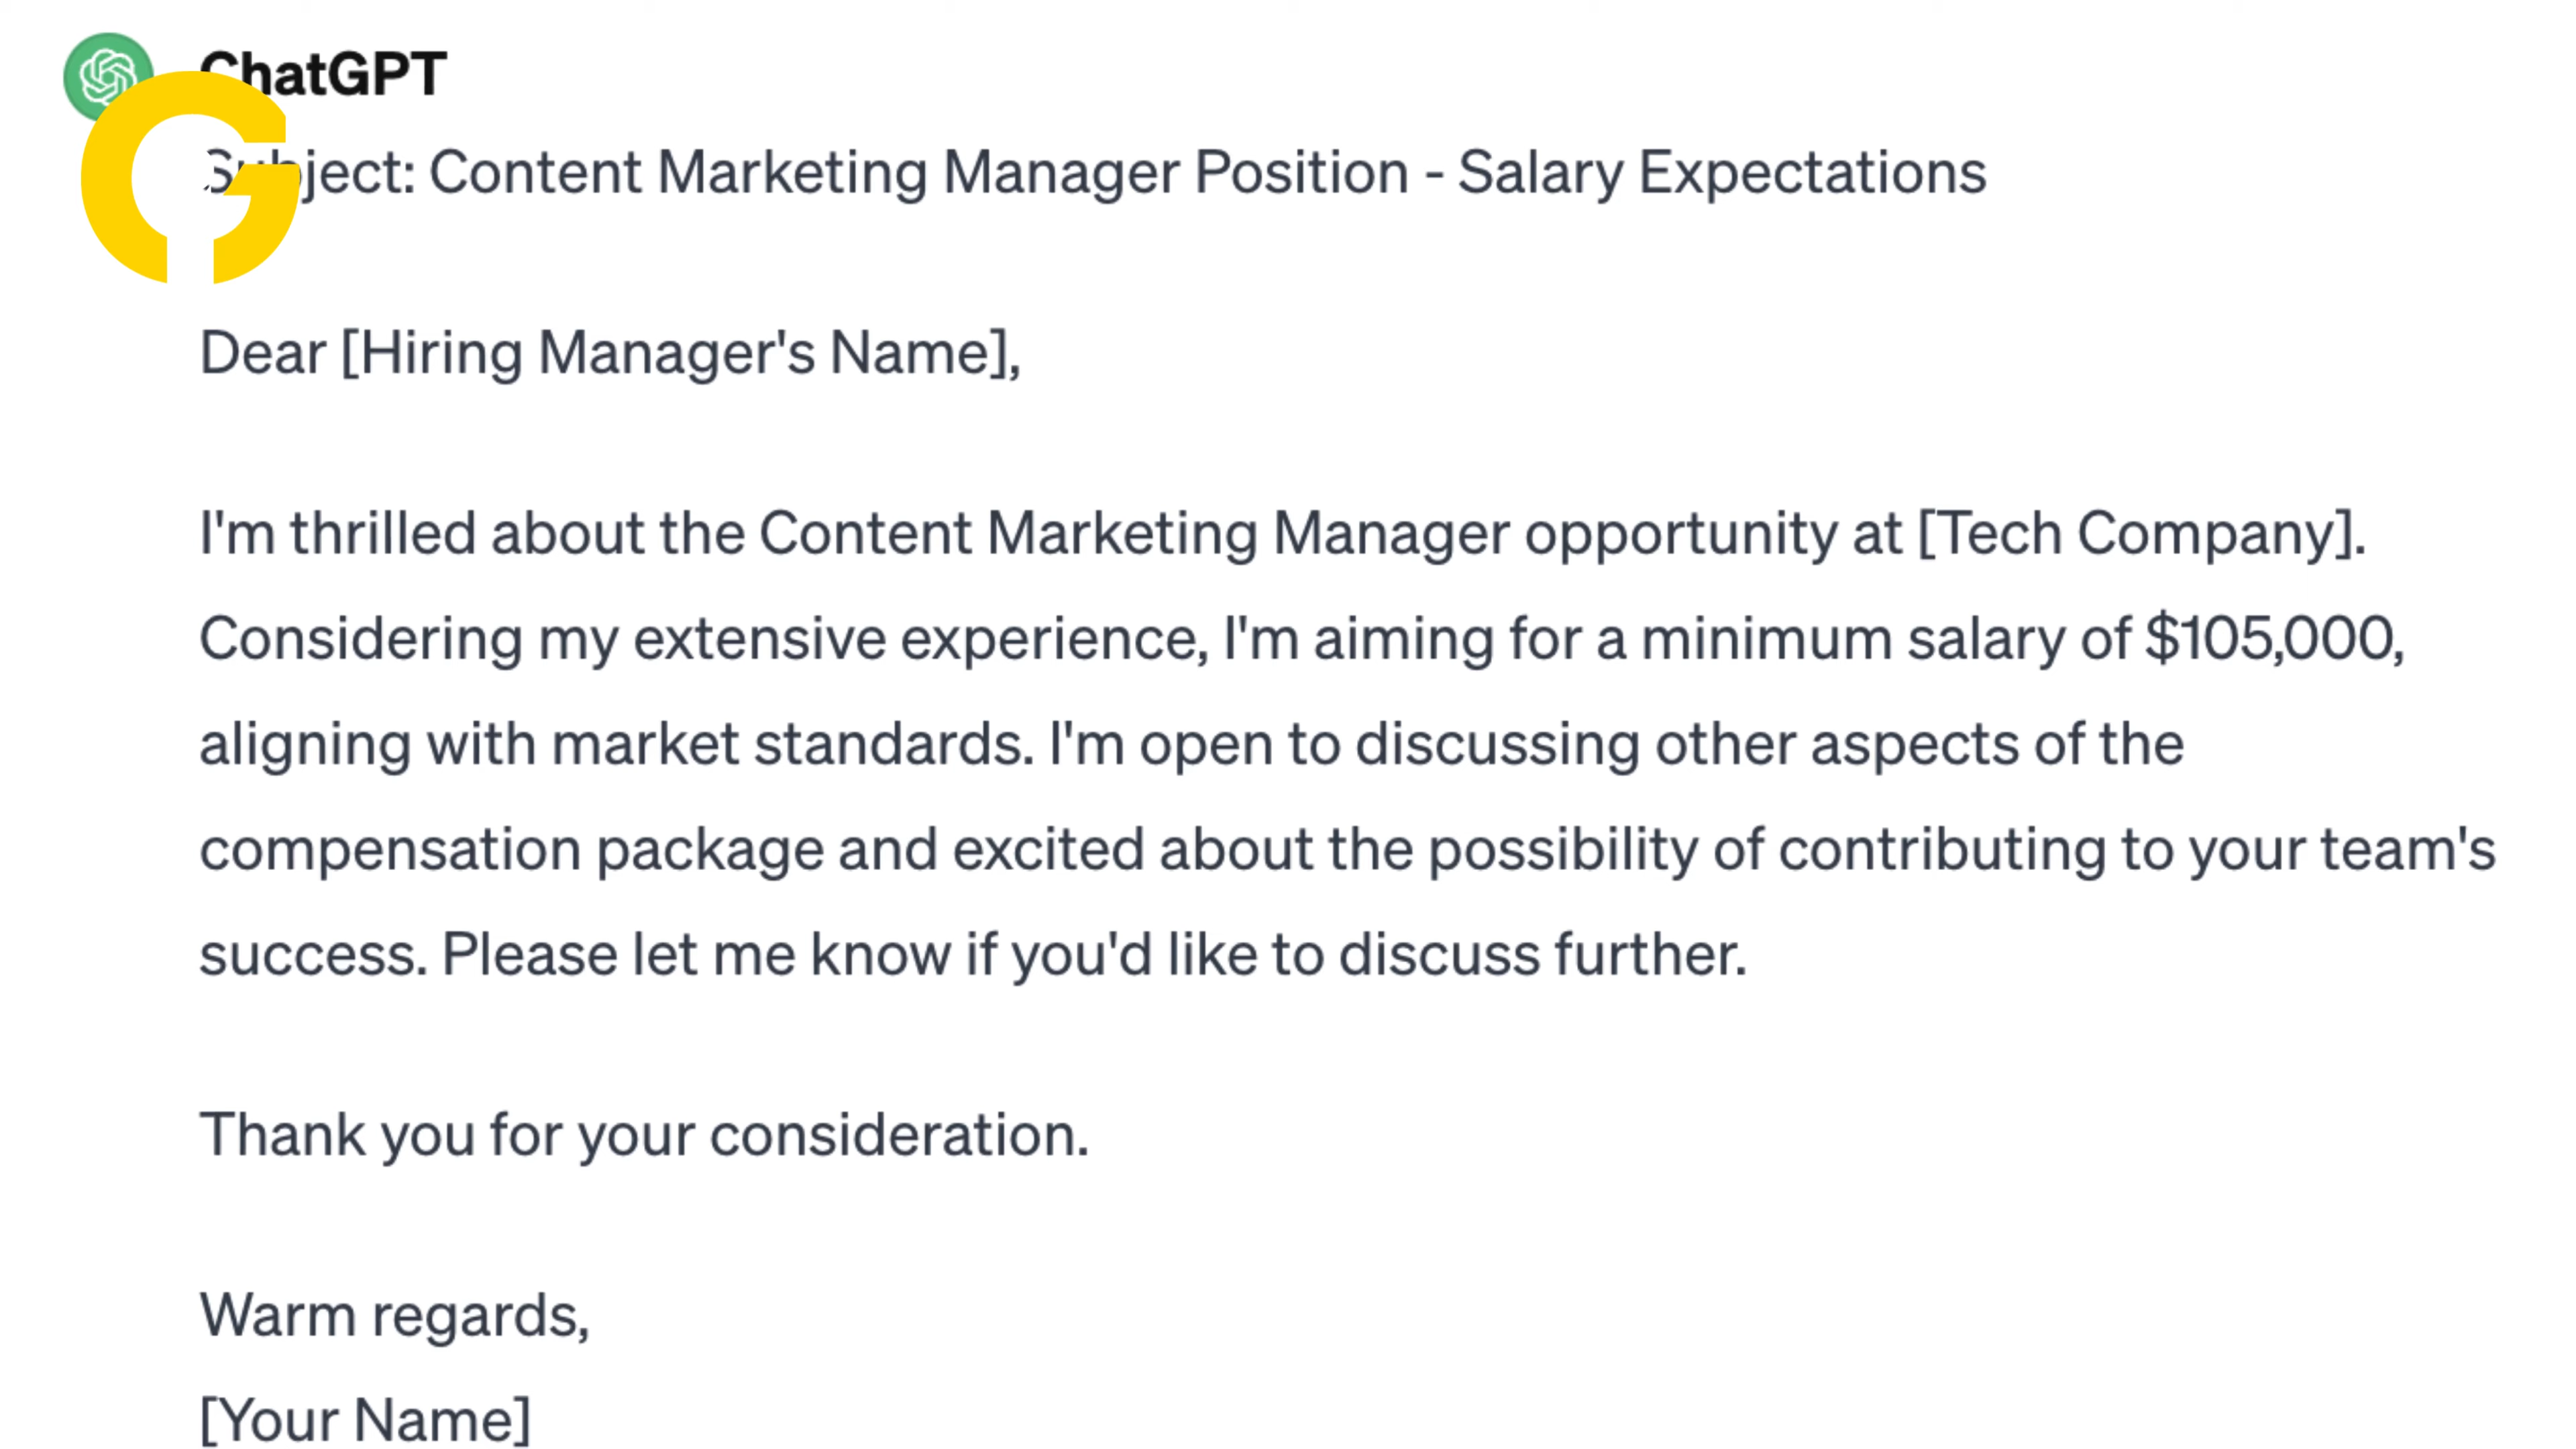 ChatGPT
Subject: Content Marketing Manager Position - Salary Expectations
Dear [Hiring Manager's Name],
I'm thrilled about the Content Marketing Manager opportunity at [Tech Company].
Considering my extensive experience, I'm aiming for a minimum salary of $105,000,
aligning with market standards. I'm open to discussing other aspects of the
compensation package and excited about the possibility of contributing to your team's
success. Please let me know if you'd like to discuss further.
Thank you for your consideration.
Warm regards,
[Your Name]